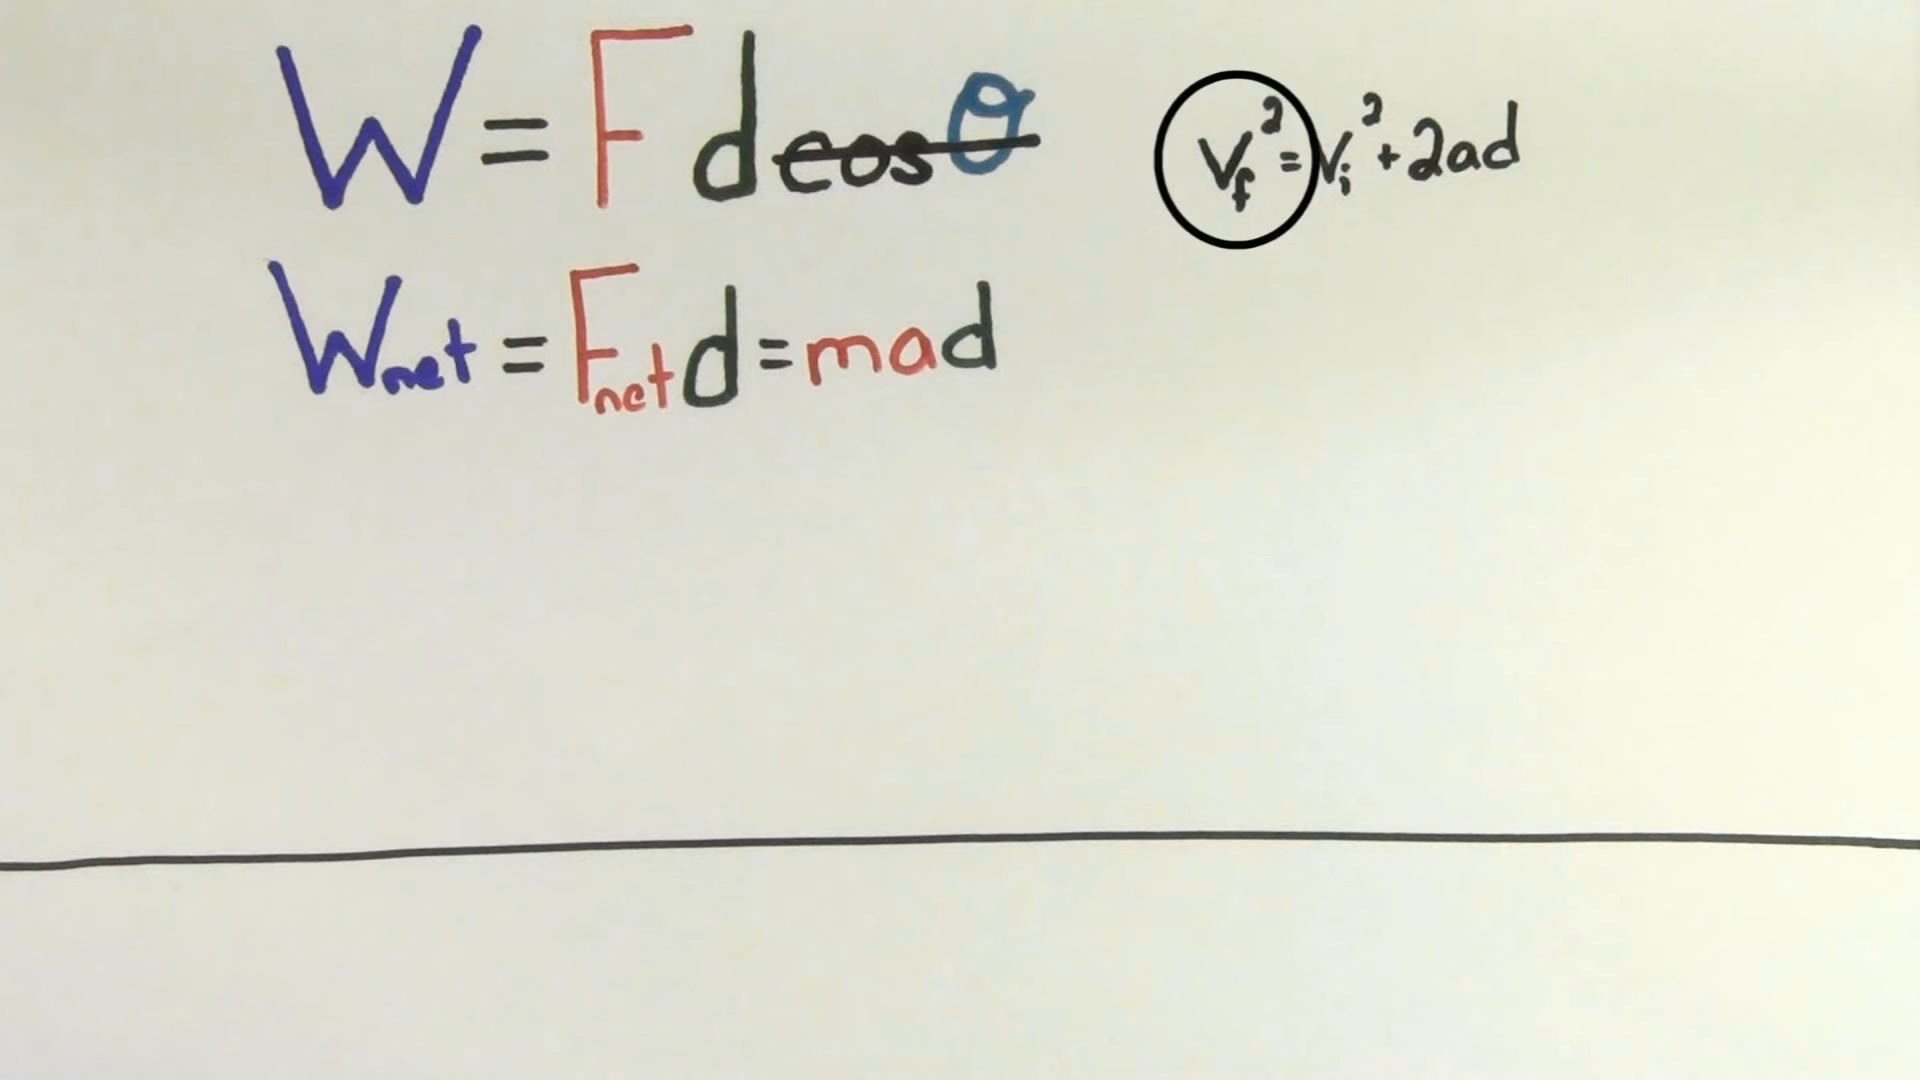 W = F d cos θ
v_f² = v_i² + 2ad
W_net = F_net d = mad